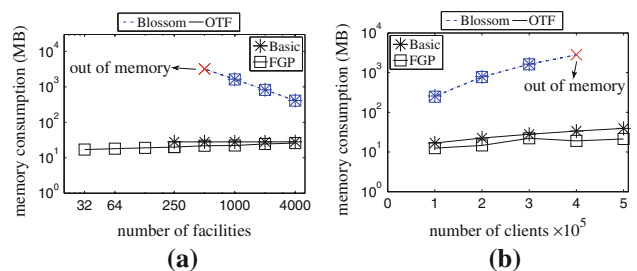 Blossom OTF
memory consumption (MB)
10^5
10^4
10^3
10^2
10^1
10^0
out of memory
Basic
FGP
32 64 250 1000 4000
number of facilities
(a)
Blossom OTF
memory consumption (MB)
10^4
10^3
10^2
10^1
10^0
Basic
FGP
out of memory
0 1 2 3 4 5
number of clients ×10^5
(b)